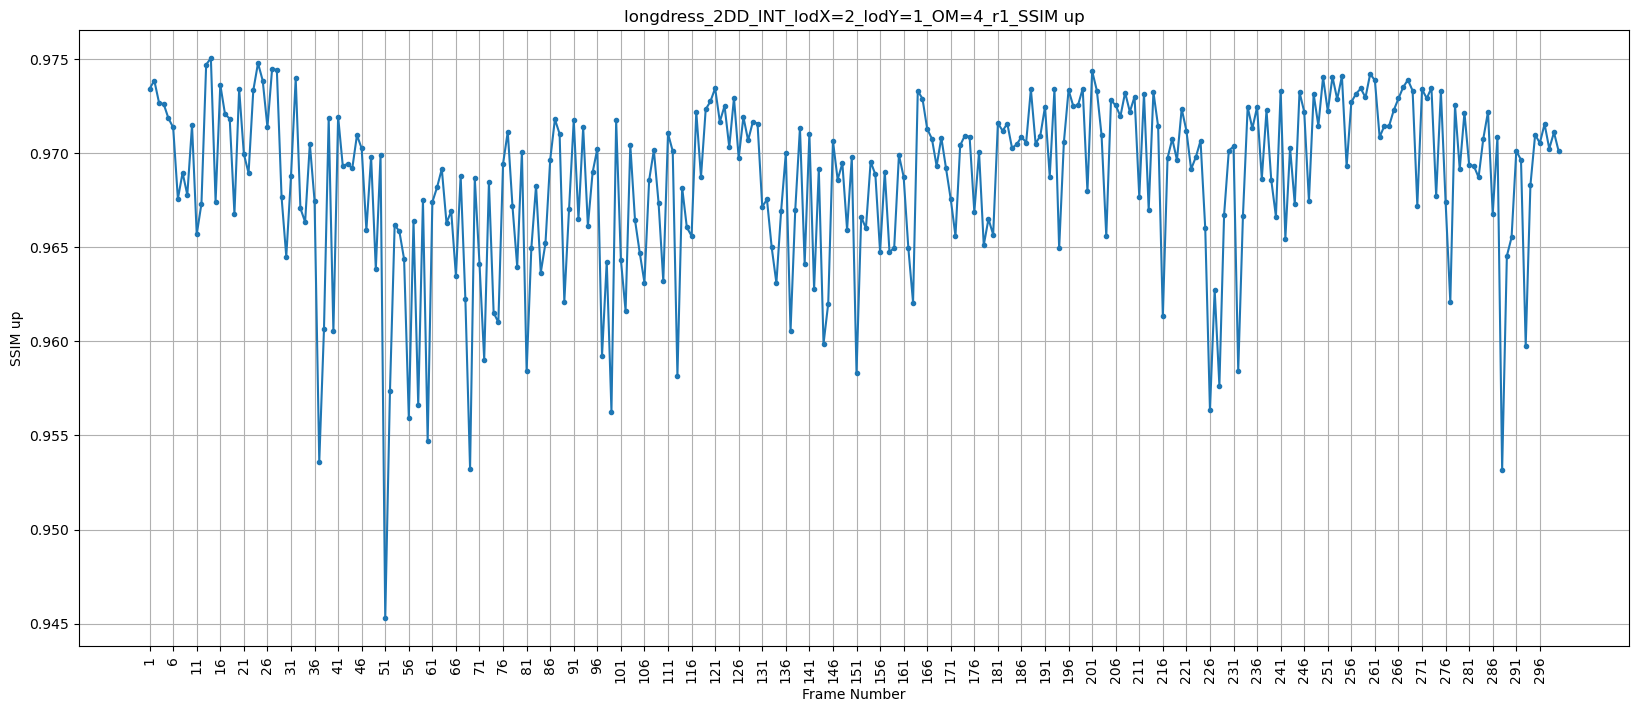 longdress_2DD_INT_lodX=2_lodY=1_OM=4_r1_SSIM up
0.975
0.970
0.965
0.960
0.955
0.950
0.945
SSIM up
1 6 11 16 21 26 31 36 41 46 51 56 61 66 71 76 81 86 91 96 101 106 111 116 121 126 131 136 141 146 151 156 161 166 171 176 181 186 191 196 201 206 211 216 221 226 231 236 241 246 251 256 261 266 271 276 281 286 291 296
Frame Number